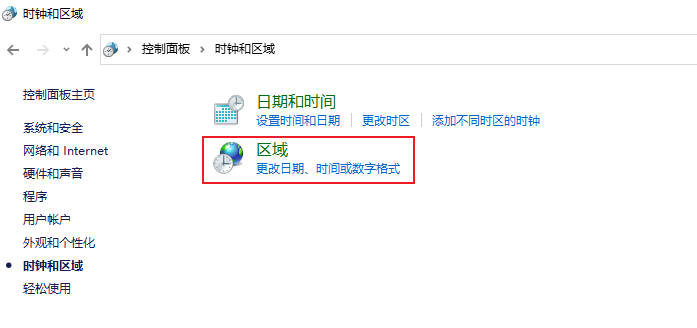 时钟和区域
控制面板 时钟和区域
控制面板主页
系统和安全
网络和 Internet
硬件和声音
程序
用户帐户
外观和个性化
时钟和区域
轻松使用
日期和时间
设置时间和日期 更改时区 添加不同时区的时钟
区域
更改日期、时间或数字格式